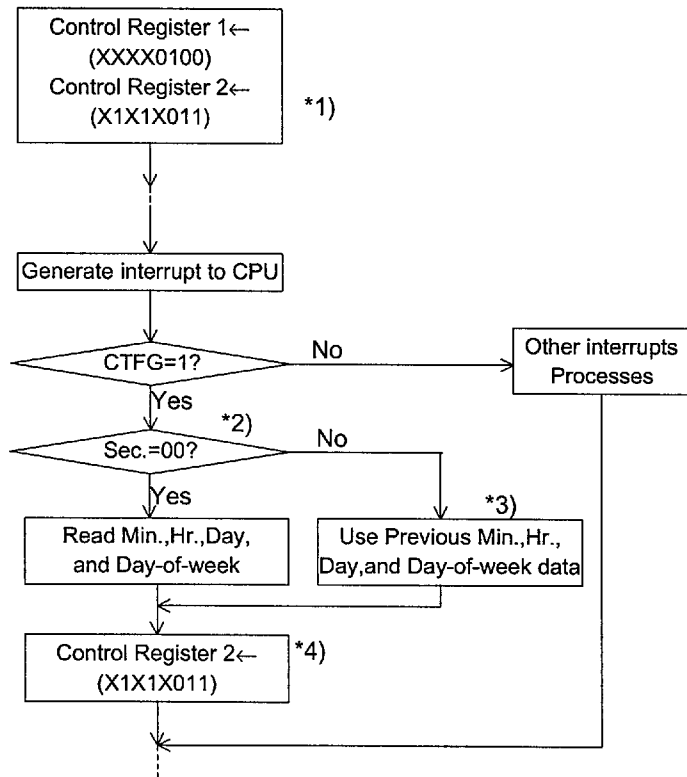 Control Register 1←
(XXXX0100)
Control Register 2←
(X1X1X011)
*1)
Generate interrupt to CPU
CTFG=1?
No
Other interrupts
Processes
Yes
*2)
Sec.=00?
No
Yes
*3)
Read Min.,Hr.,Day,
and Day-of-week
Use Previous Min.,Hr.,
Day,and Day-of-week data
Control Register 2←
(X1X1X011)
*4)